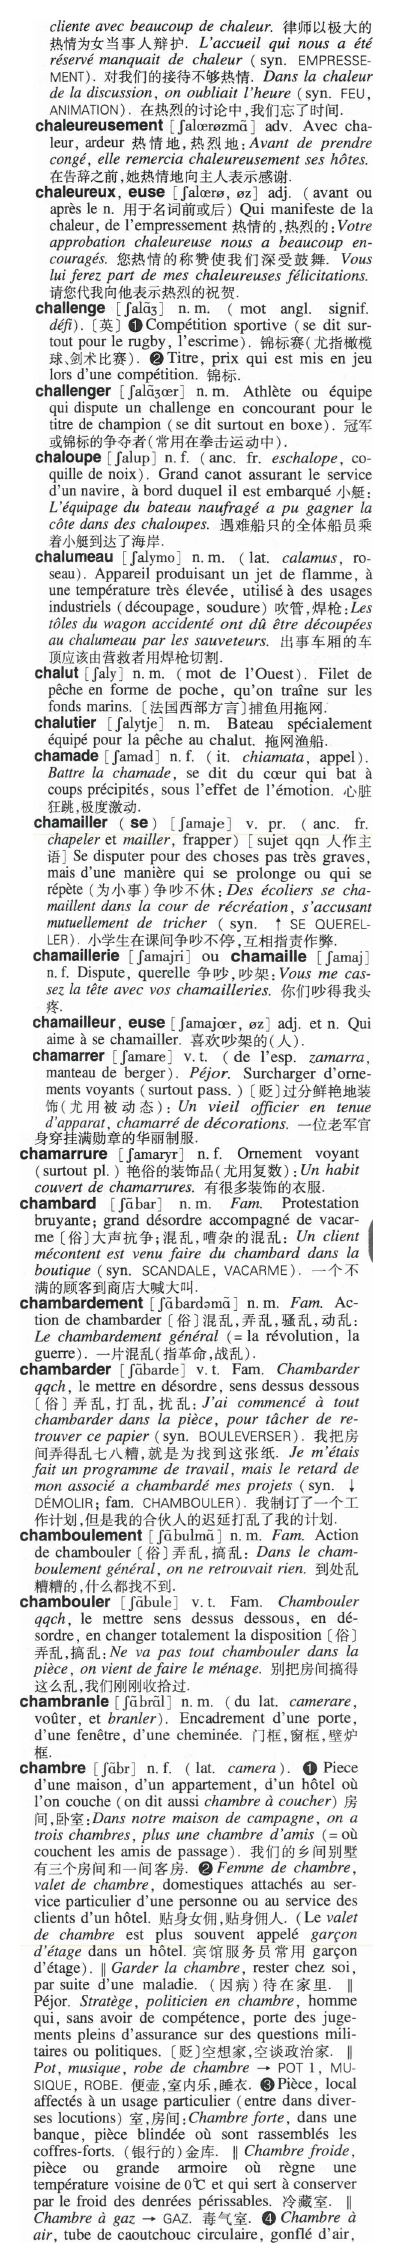 cliente avec beaucoup de chaleur. 律师以极大的
热情为女当事人辩护. L'accueil qui nous a été
réservé manquait de chaleur (syn. EMPRESSE-
MENT). 对我们的接待不够热情. Dans la chaleur
de la discussion, on oubliait l'heure (syn. FEU,
ANIMATION). 在热烈的讨论中,我们忘了时间.
chaleureusement [ʃalœrøzmã] adv. Avec cha-
leur, ardeur 热情地,热烈地: Avant de prendre
congé, elle remercia chaleureusement ses hôtes.
在告辞之前,她热情地向主人表示感谢.
chaleureux, euse [ʃalœrø, øz] adj. (avant ou
après le n. 用于名词前或后) Qui manifeste de la
chaleur, de l'empressement 热情的,热烈的: Votre
approbation chaleureuse nous a beaucoup en-
couragés. 您热情的称赞使我们深受鼓舞. Vous
lui ferez part de mes chaleureuses félicitations.
请您代我向他表示热烈的祝贺.
challenge [ʃalãʒ] n. m. (mot angl. signif.
défi). [英] ❶ Compétition sportive (se dit sur-
tout pour le rugby, l'escrime). 锦标赛(尤指橄榄
球、剑术比赛). ❷ Titre, prix qui est mis en jeu
lors d'une compétition. 锦标.
challenger [ʃalãʒœr] n. m. Athlète ou équipe
qui dispute un challenge en concourant pour le
titre de champion (se dit surtout en boxe). 冠军
或锦标的争夺者(常用在拳击运动中).
chaloupe [ʃalup] n. f. (anc. fr. eschalope, co-
quille de noix). Grand canot assurant le service
d'un navire, à bord duquel il est embarqué 小艇:
L'équipage du bateau naufragé a pu gagner la
côte dans des chaloupes. 遇难船只的全体船员乘
着小艇到达了海岸.
chalumeau [ʃalymo] n. m. (lat. calamus, ro-
seau). Appareil produisant un jet de flamme, à
une température très élevée, utilisé à des usages
industriels (découpage, soudure) 吹管,焊枪: Les
tôles du wagon accidenté ont dû être découpées
au chalumeau par les sauveteurs. 出事车厢的车
顶应该由营救者用焊枪切割.
chalut [ʃaly] n. m. (mot de l'Ouest). Filet de
pêche en forme de poche, qu'on traîne sur les
fonds marins. [法国西部方言]捕鱼用拖网.
chalutier [ʃalytje] n. m. Bateau spécialement
équipé pour la pêche au chalut. 拖网渔船.
chamade [ʃamad] n. f. (it. chiamata, appel).
Battre la chamade, se dit du cœur qui bat à
coups précipités, sous l'effet de l'émotion. 心脏
狂跳,极度激动.
chamailler (se) [ʃamaje] v. pr. (anc. fr.
chapeler et mailler, frapper) [sujet qqn 人作主
语] Se disputer pour des choses pas très graves,
mais d'une manière qui se prolonge ou qui se
répète (为小事)争吵不休: Des écoliers se cha-
maillent dans la cour de récréation, s'accusant
mutuellement de tricher (syn. ↑ SE QUEREL-
LER). 小学生在课间争吵不停,互相指责作弊.
chamaillerie [ʃamajri] ou chamaille [ʃamaj]
n. f. Dispute, querelle 争吵,吵架: Vous me cas-
sez la tête avec vos chamailleries. 你们吵得我头
疼.
chamailleur, euse [ʃamajœr, øz] adj. et n. Qui
aime à se chamailler. 喜欢吵架的(人).
chamarrer [ʃamare] v. t. (de l'esp. zamarra,
manteau de berger). Péjor. Surcharger d'orne-
ments voyants (surtout pass.) [贬]过分鲜艳地装
饰(尤用被动态): Un vieil officier en tenue
d'apparat, chamarré de décorations. 一位老军官
身穿挂满勋章的华丽制服.
chamarrure [ʃamaryr] n. f. Ornement voyant
(surtout pl.) 艳俗的装饰品(尤用复数): Un habit
couvert de chamarrures. 有很多装饰的衣服.
chambard [ʃãbar] n. m. Fam. Protestation
bruyante; grand désordre accompagné de vacar-
me [俗]大声抗争;混乱,嘈杂的混乱: Un client
mécontent est venu faire du chambard dans la
boutique (syn. SCANDALE, VACARME). 一个不
满的顾客到商店大喊大叫.
chambardement [ʃãbardəmã] n. m. Fam. Ac-
tion de chambarder [俗]混乱,弄乱,骚乱,动乱:
Le chambardement général (= la révolution, la
guerre). 一片混乱(指革命,战乱).
chambarder [ʃãbarde] v. t. Fam. Chambarder
qqch, le mettre en désordre, sens dessus dessous
[俗]弄乱,打乱,扰乱: J'ai commencé à tout
chambarder dans la pièce, pour tâcher de re-
trouver ce papier (syn. BOULEVERSER). 我把房
间弄得乱七八糟,就是为找到这张纸. Je m'étais
fait un programme de travail, mais le retard de
mon associé a chambardé mes projets (syn. ↓
DÉMOLIR; fam. CHAMBOULER). 我制订了一个工
作计划,但是我的合伙人的迟延打乱了我的计划.
chamboulement [ʃãbulmã] n. m. Fam. Action
de chambouler [俗]弄乱,搞乱: Dans le cham-
boulement général, on ne retrouvait rien. 到处乱
糟糟的,什么都找不到.
chambouler [ʃãbule] v. t. Fam. Chambouler
qqch, le mettre sens dessus dessous, en dé-
sordre, en changer totalement la disposition [俗]
弄乱,搞乱: Ne va pas tout chambouler dans la
pièce, on vient de faire le ménage. 别把房间搞得
这么乱,我们刚刚收拾过.
chambranle [ʃãbrãl] n. m. (du lat. camerare,
voûter, et branler). Encadrement d'une porte,
d'une fenêtre, d'une cheminée. 门框,窗框,壁炉
框.
chambre [ʃãbr] n. f. (lat. camera). ❶ Piece
d'une maison, d'un appartement, d'un hôtel où
l'on couche (on dit aussi chambre à coucher) 房
间,卧室: Dans notre maison de campagne, on a
trois chambres, plus une chambre d'amis (= où
couchent les amis de passage). 我们的乡间别墅
有三个房间和一间客房. ❷ Femme de chambre,
valet de chambre, domestiques attachés au ser-
vice particulier d'une personne ou au service des
clients d'un hôtel. 贴身女佣,贴身佣人. (Le valet
de chambre est plus souvent appelé garçon
d'étage dans un hôtel. 宾馆服务员常用 garçon
d'étage). ‖ Garder la chambre, rester chez soi,
par suite d'une maladie. (因病)待在家里. ‖
Péjor. Stratège, politicien en chambre, homme
qui, sans avoir de compétence, porte des juge-
ments pleins d'assurance sur des questions mili-
taires ou politiques. [贬]空想家,空谈政治家. ‖
Pot, musique, robe de chambre → POT 1, MU-
SIQUE, ROBE. 便壶,室内乐,睡衣. ❸ Pièce, local
affectés à un usage particulier (entre dans diver-
ses locutions) 室,房间: Chambre forte, dans une
banque, pièce blindée où sont rassemblés les
coffres-forts. (银行的)金库. ‖ Chambre froide,
pièce ou grande armoire où règne une
température voisine de 0℃ et qui sert à conserver
par le froid des denrées périssables. 冷藏室. ‖
Chambre à gaz → GAZ. 毒气室. ❹ Chambre à
air, tube de caoutchouc circulaire, gonflé d'air,